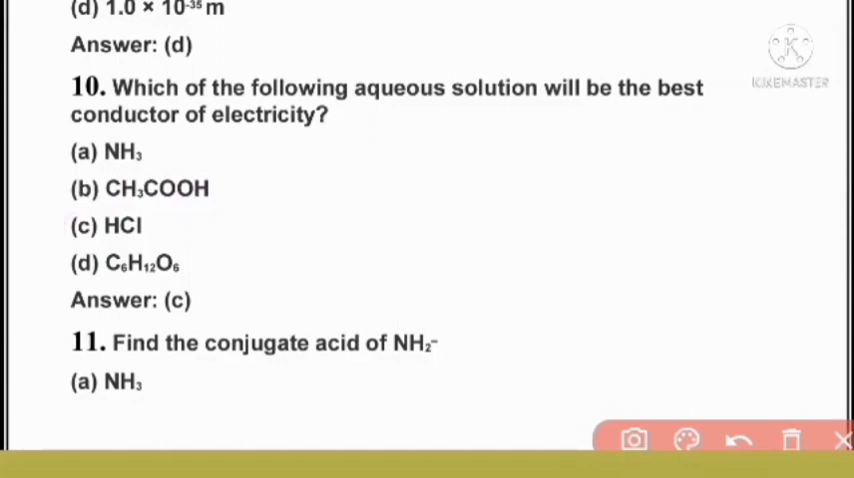 (d) 1.0 × 10⁻³⁵ m
Answer: (d)
10. Which of the following aqueous solution will be the best
conductor of electricity?
(a) NH₃
(b) CH₃COOH
(c) HCl
(d) C₆H₁₂O₆
Answer: (c)
11. Find the conjugate acid of NH₂⁻
(a) NH₃
K
KINEMASTER